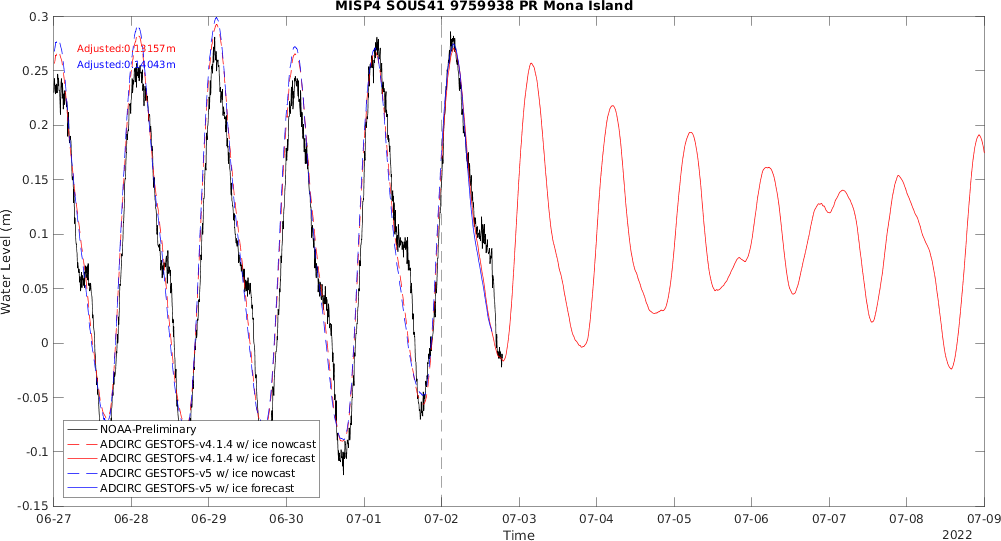 MISP4 SOUS41 9759938 PR Mona Island
0.3
0.25
0.2
0.15
0.1
0.05
0
-0.05
-0.1
-0.15
Water Level (m)
Adjusted:0.13157m
Adjusted:0.14043m
NOAA-Preliminary
ADCIRC GESTOFS-v4.1.4 w/ ice nowcast
ADCIRC GESTOFS-v4.1.4 w/ ice forecast
ADCIRC GESTOFS-v5 w/ ice nowcast
ADCIRC GESTOFS-v5 w/ ice forecast
06-27 06-28 06-29 06-30 07-01 07-02 07-03 07-04 07-05 07-06 07-07 07-08 07-09
Time
2022